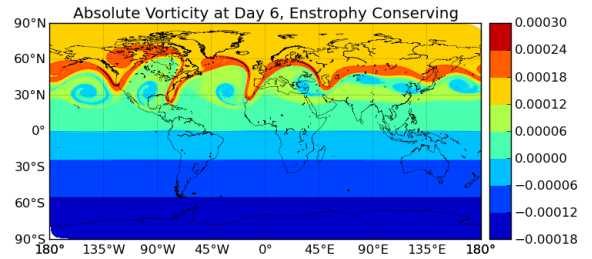 Absolute Vorticity at Day 6, Enstrophy Conserving
90°N
60°N
30°N
0°
30°S
60°S
90°S
180° 135°W 90°W 45°W 0° 45°E 90°E 135°E 180°
0.00030
0.00024
0.00018
0.00012
0.00006
0.00000
−0.00006
−0.00012
−0.00018